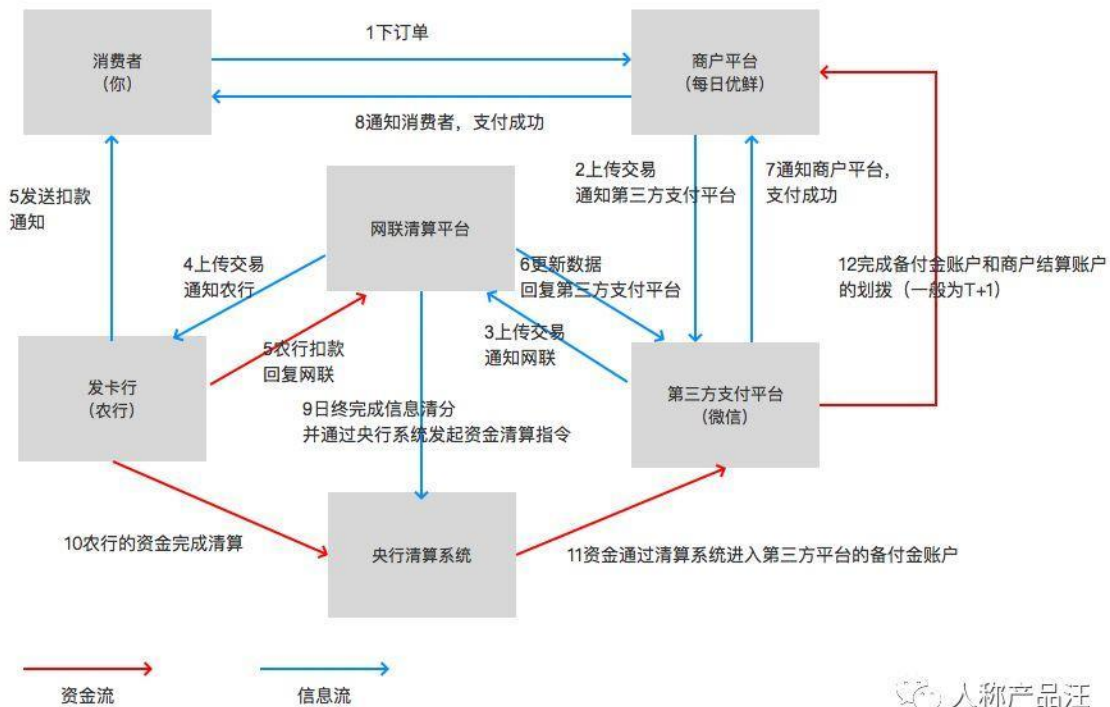 1下订单
消费者
（你）
商户平台
（每日优鲜）
8通知消费者，支付成功
5发送扣款
通知
2上传交易
通知第三方支付平台
7通知商户平台，
支付成功
网联清算平台
4上传交易
通知农行
6更新数据
回复第三方支付平台
12完成备付金账户和商户结算账户
的划拨（一般为T+1）
3上传交易
通知网联
5农行扣款
回复网联
发卡行
（农行）
第三方支付平台
（微信）
9日终完成信息清分
并通过央行系统发起资金清算指令
10农行的资金完成清算
央行清算系统
11资金通过清算系统进入第三方平台的备付金账户
资金流
信息流
人称产品汪